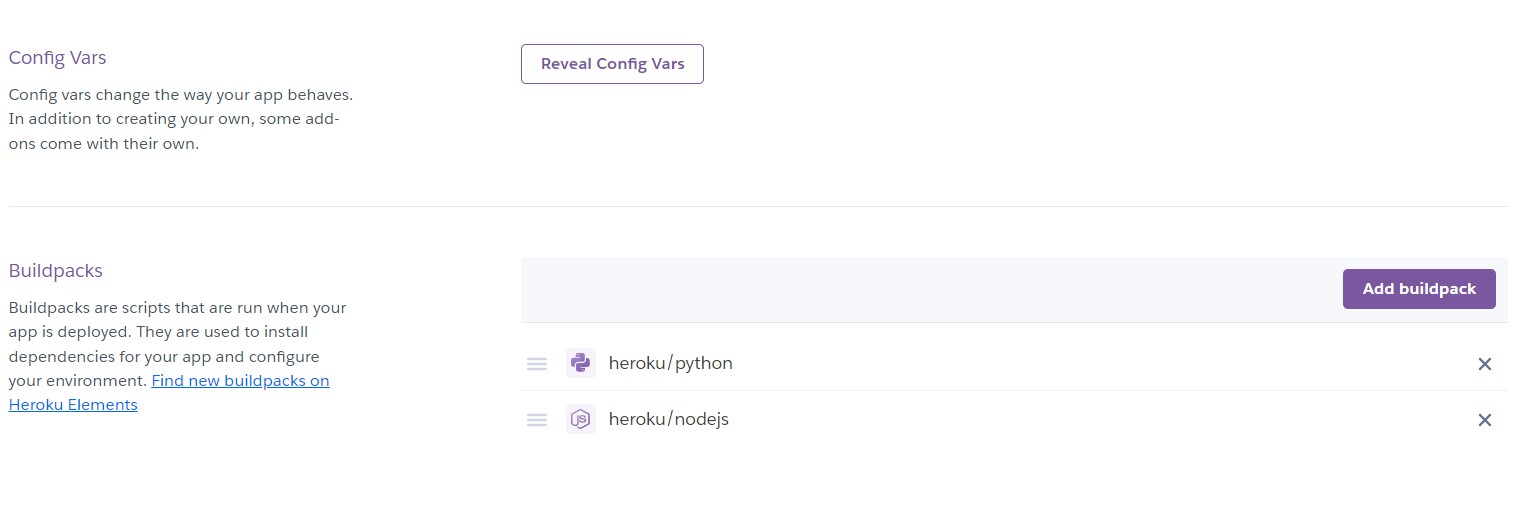 Config Vars
Reveal Config Vars
Config vars change the way your app behaves.
In addition to creating your own, some add-
ons come with their own.
Buildpacks
Add buildpack
Buildpacks are scripts that are run when your
app is deployed. They are used to install
dependencies for your app and configure
your environment. Find new buildpacks on
Heroku Elements
heroku/python
heroku/nodejs